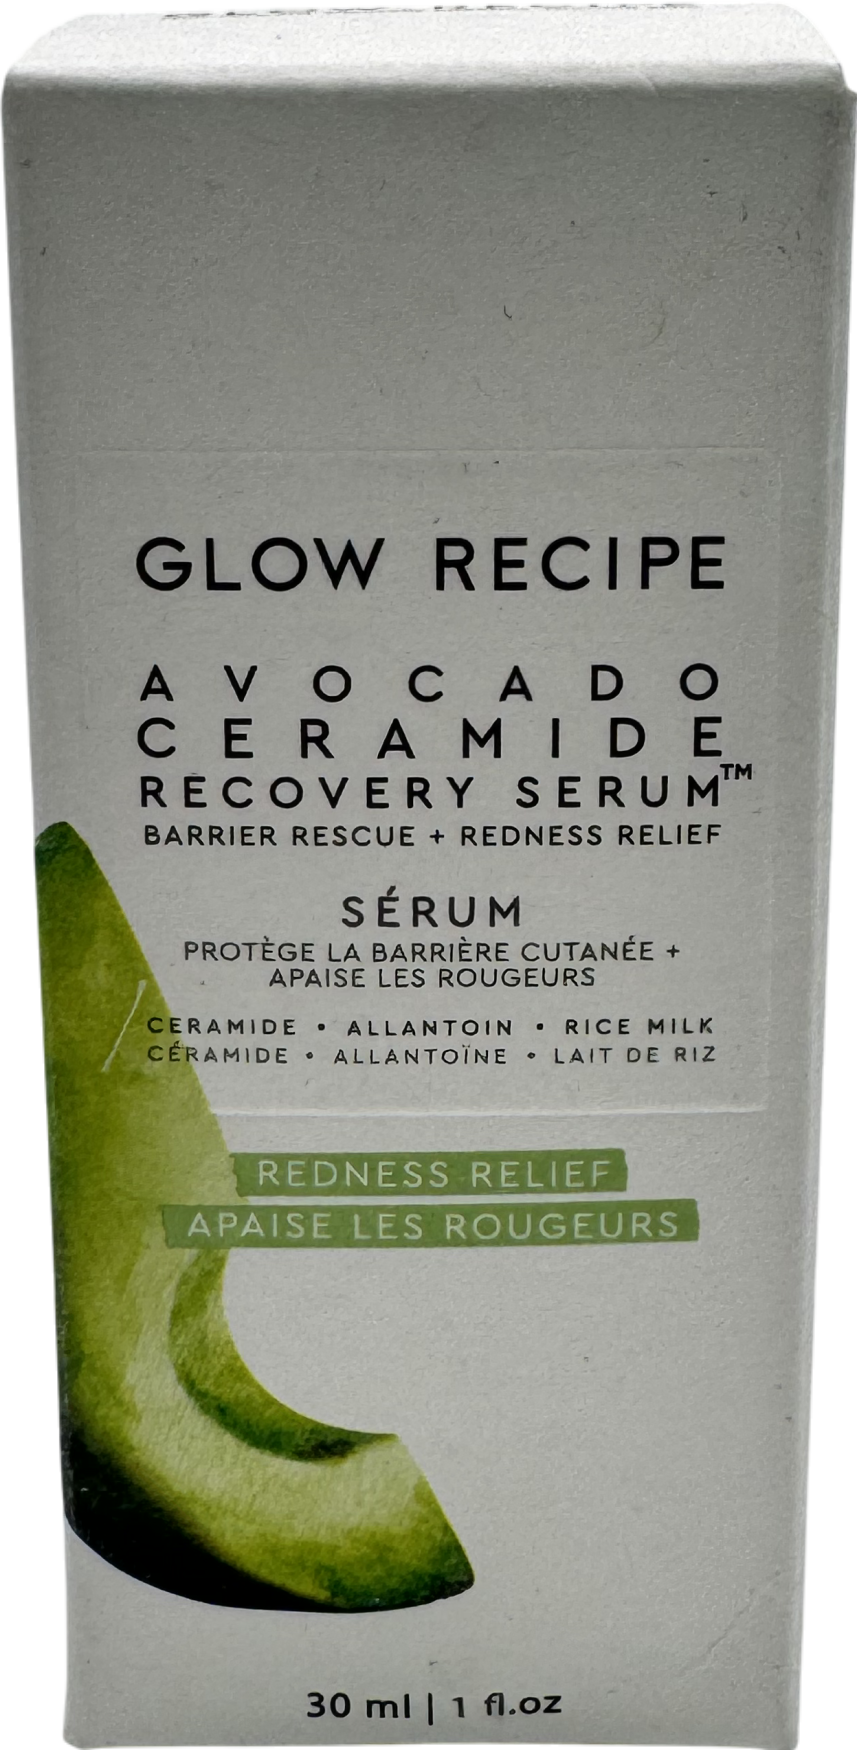 GLOW RECIPE
AVOCADO
CERAMIDE
RECOVERY SERUM™
BARRIER RESCUE + REDNESS RELIEF
SÉRUM
PROTÈGE LA BARRIÈRE CUTANÉE +
APAISE LES ROUGEURS
CERAMIDE • ALLANTOIN • RICE MILK
CÉRAMIDE • ALLANTOÏNE • LAIT DE RIZ
REDNESS RELIEF
APAISE LES ROUGEURS
30 ml | 1 fl.oz